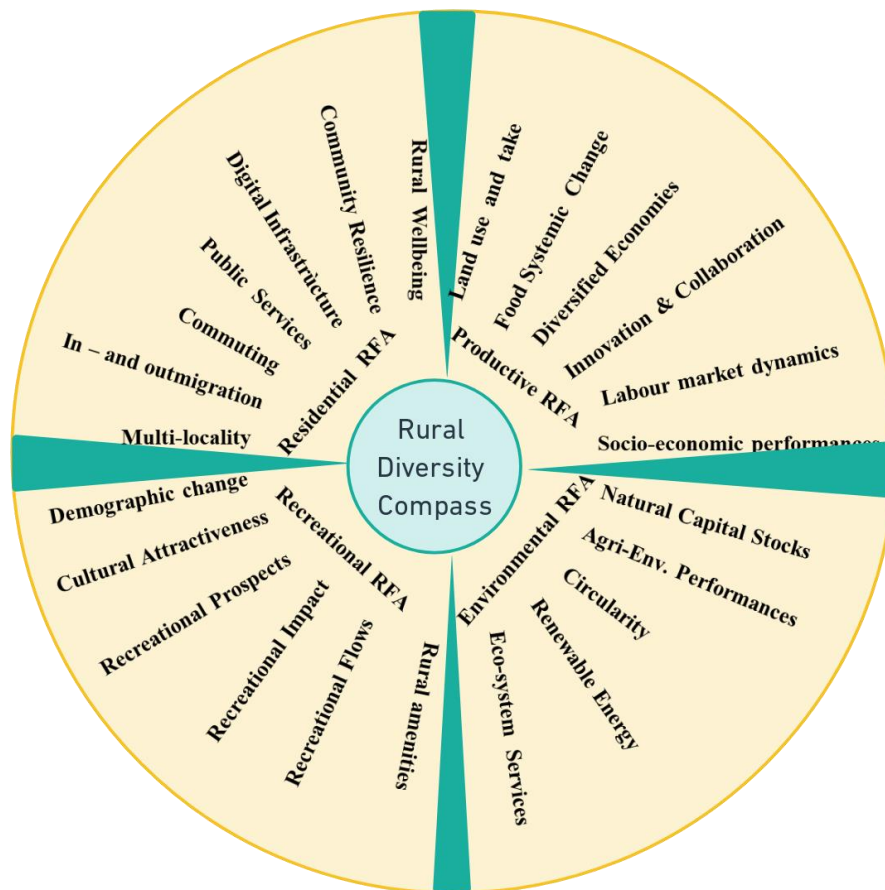 Rural
Diversity
Compass
Residential RFA
Multi-locality
In – and outmigration
Commuting
Public Services
Digital Infrastructure
Community Resilience
Rural Wellbeing
Productive RFA
Land use and take
Food Systemic Change
Diversified Economies
Innovation & Collaboration
Labour market dynamics
Socio-economic performances
Environmental RFA
Natural Capital Stocks
Agri-Env. Performances
Circularity
Renewable Energy
Eco-system Services
Recreational RFA
Rural amenities
Recreational Flows
Recreational Impact
Recreational Prospects
Cultural Attractiveness
Demographic change